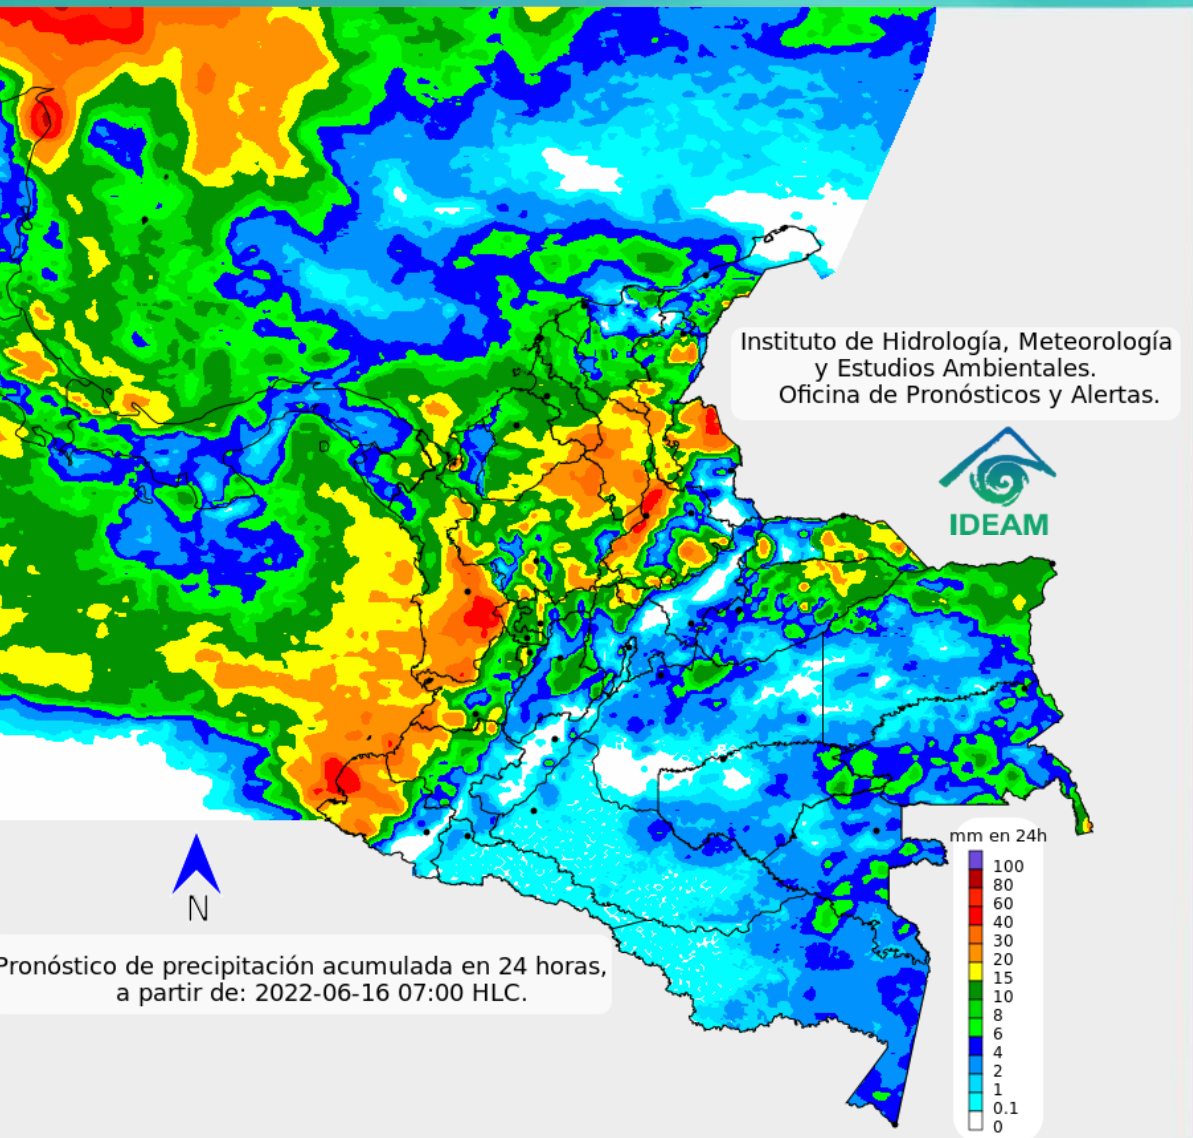 Instituto de Hidrología, Meteorología
y Estudios Ambientales.
Oficina de Pronósticos y Alertas.
IDEAM
N
Pronóstico de precipitación acumulada en 24 horas,
a partir de: 2022-06-16 07:00 HLC.
mm en 24h
100
80
60
40
30
20
15
10
8
6
4
2
1
0.1
0